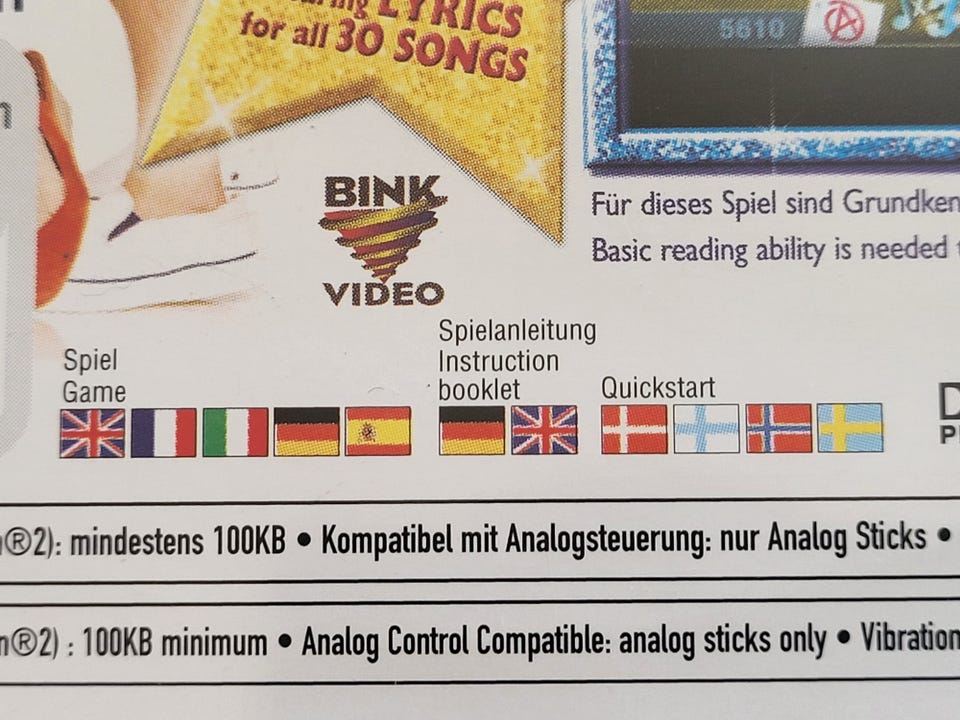 LYRICS
for all 30 SONGS
5610
BINK
VIDEO
Für dieses Spiel sind
Basic reading ability is needed
Spiel
Game
Spielanleitung
Instruction
booklet
Quickstart
®2): mindestens 100KB • Kompatibel mit Analogsteuerung: nur Analog Sticks •
®2) : 100KB minimum • Analog Control Compatible: analog sticks only • Vibration